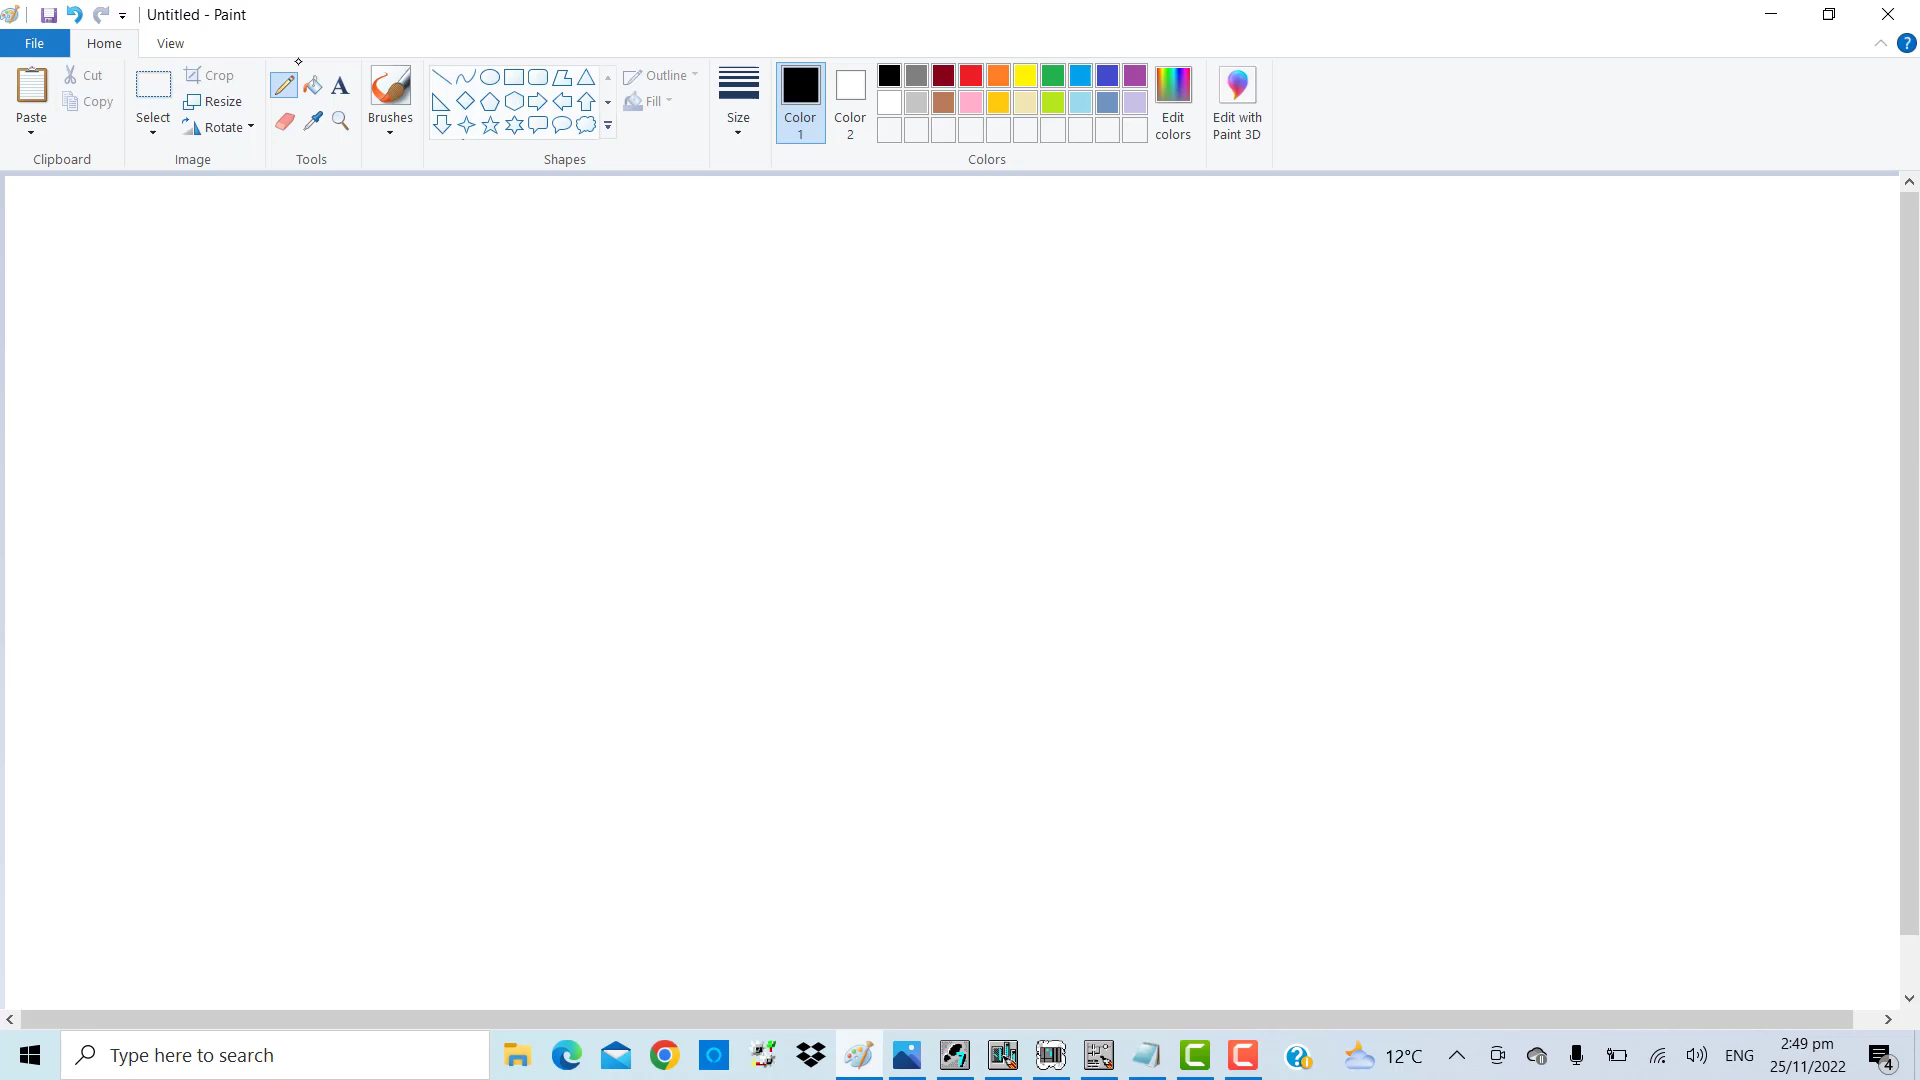 Untitled - Paint
File Home View
Paste Cut Copy Clipboard
Select Crop Resize Rotate Image
A Tools
Brushes
Shapes Outline Fill
Size
Color 1 Color 2 Edit colors Colors
Edit with Paint 3D
?
Type here to search
12°C ENG 2:49 pm
25/11/2022 4